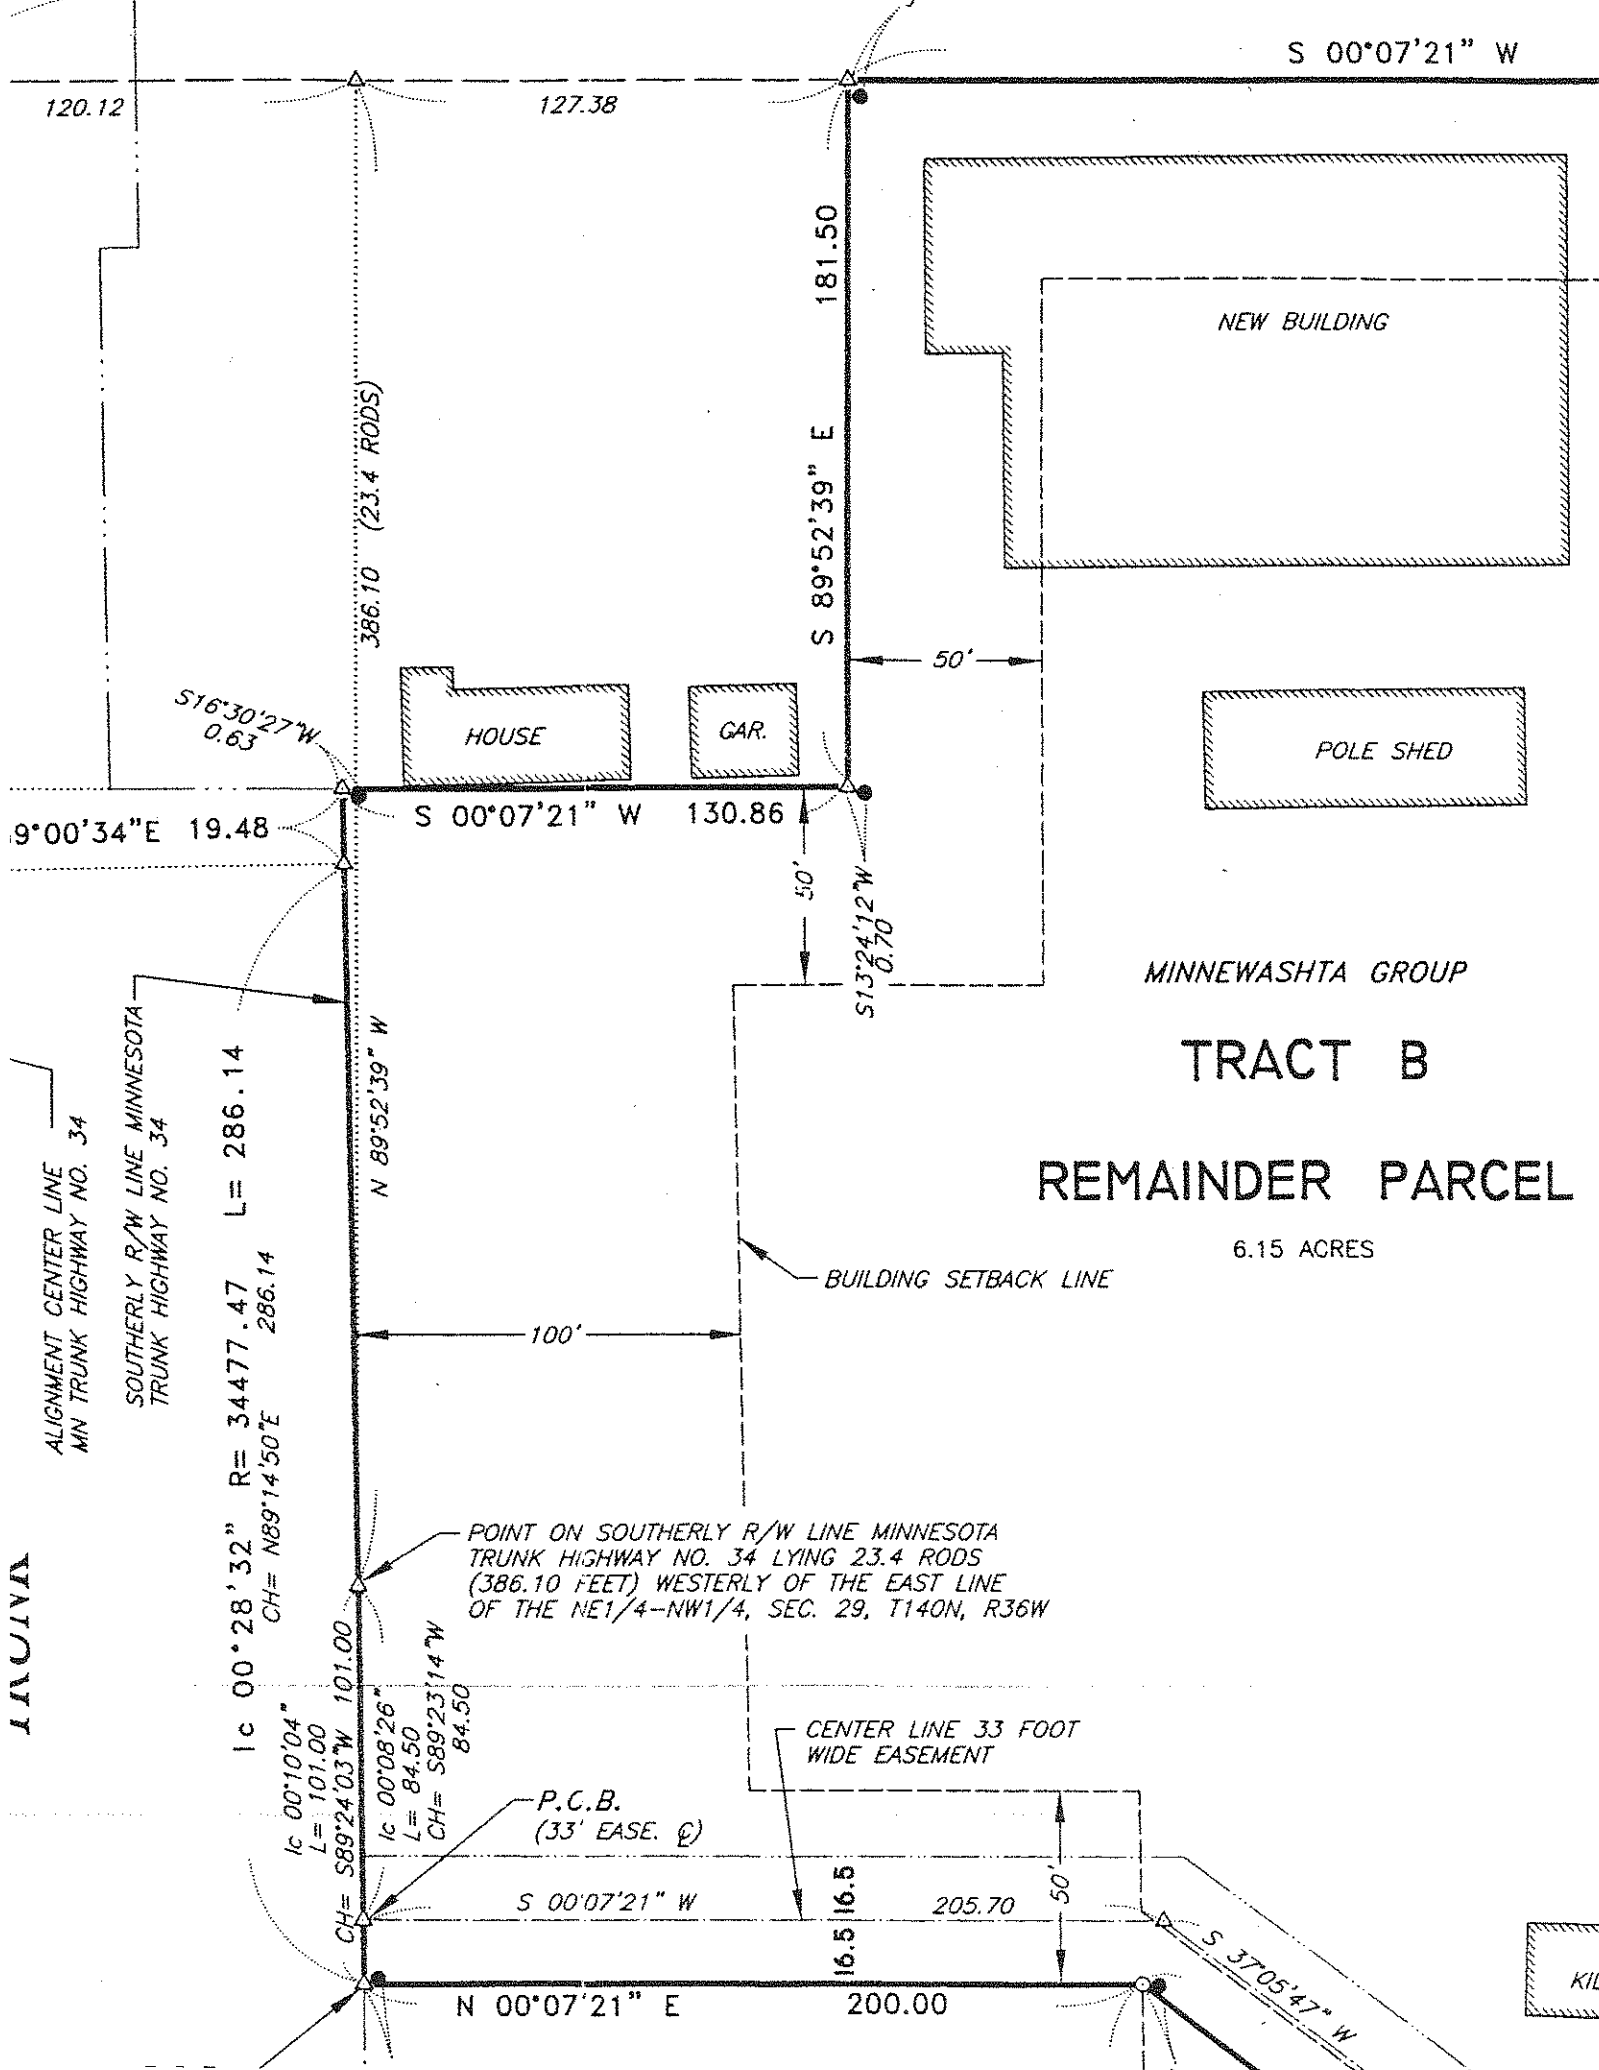 S 00°07'21" W
120.12
127.38
181.50
S 89°52'39" E
NEW BUILDING
386.10 (23.4 RODS)
50'
S16°30'27"W
0.63
HOUSE
GAR.
POLE SHED
S 00°07'21" W 130.86
9°00'34"E 19.48
50'
S13°24'12"W
0.70
MINNEWASHTA GROUP
TRACT B
REMAINDER PARCEL
6.15 ACRES
N 89°52'39" W
ALIGNMENT CENTER LINE
MN TRUNK HIGHWAY NO. 34
SOUTHERLY R/W LINE MINNESOTA
TRUNK HIGHWAY NO. 34
Ic 00°28'32" R= 34477.47 L= 286.14
CH= N89°14'50"E 286.14
BUILDING SETBACK LINE
100'
POINT ON SOUTHERLY R/W LINE MINNESOTA
TRUNK HIGHWAY NO. 34 LYING 23.4 RODS
(386.10 FEET) WESTERLY OF THE EAST LINE
OF THE NE1/4-NW1/4, SEC. 29, T140N, R36W
Ic 00°10'04"
L= 101.00
CH= S89°24'03"W 101.00
Ic 00°08'26"
L= 84.50
CH= S89°23'14"W
84.50
CENTER LINE 33 FOOT
WIDE EASEMENT
P.C.B.
(33' EASE. ℄)
S 00°07'21" W
205.70
16.5 16.5
50'
S 37°05'47" W
N 00°07'21" E
200.00
KIL